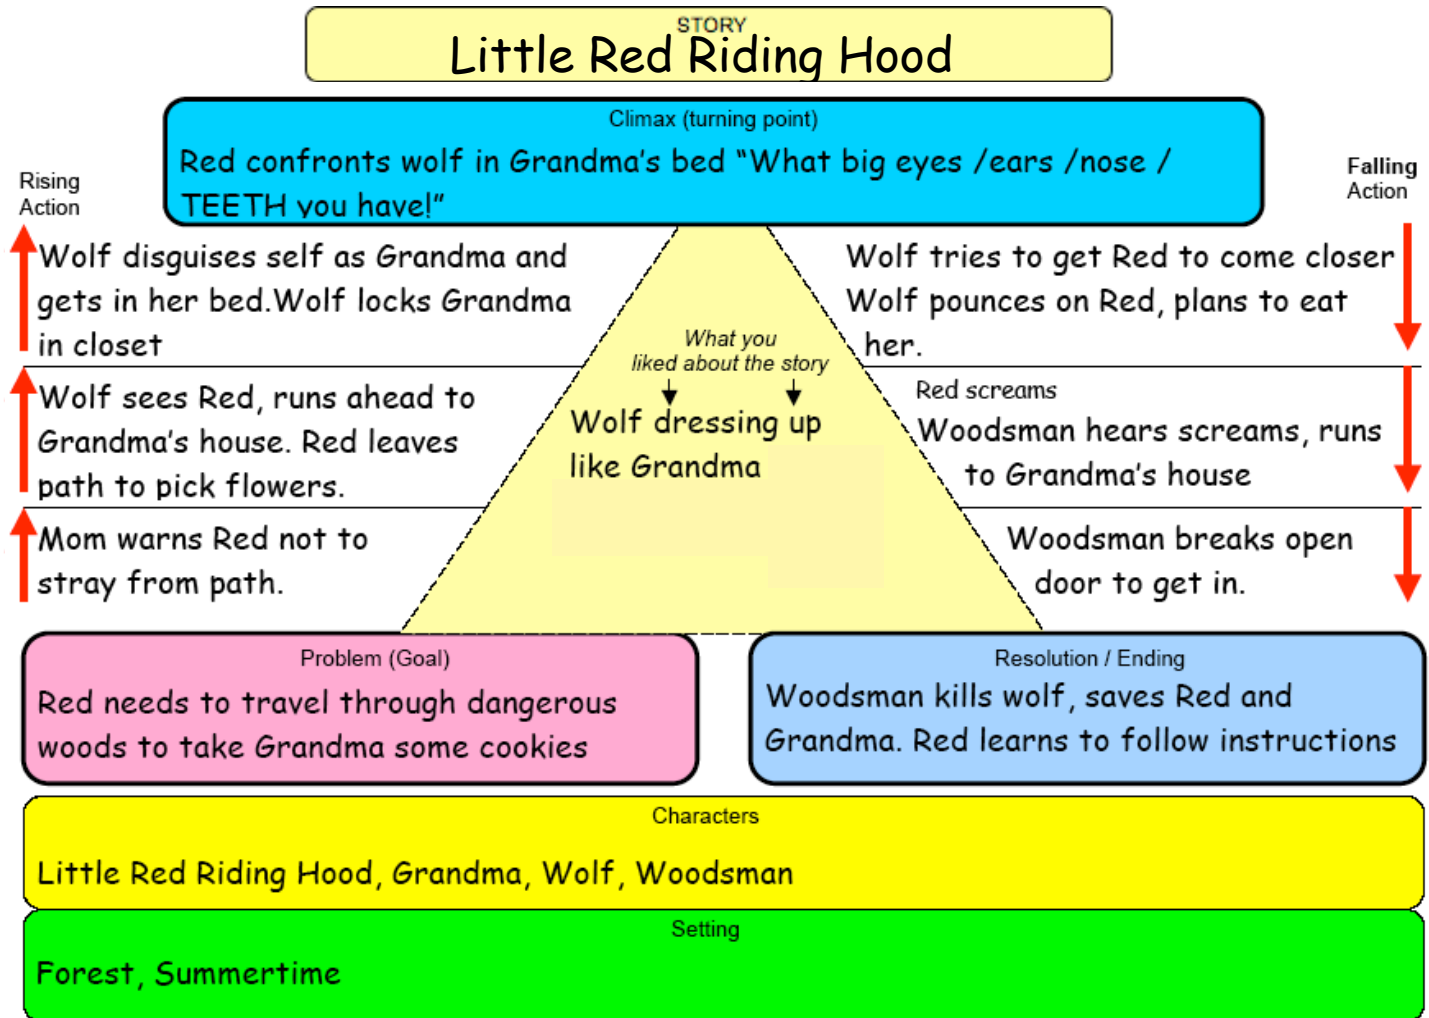 STORY
Little Red Riding Hood
Climax (turning point)
Red confronts wolf in Grandma's bed “What big eyes /ears /nose /
TEETH you have!”
Rising
Action
Wolf disguises self as Grandma and
gets in her bed.Wolf locks Grandma
in closet
Wolf sees Red, runs ahead to
Grandma's house. Red leaves
path to pick flowers.
Mom warns Red not to
stray from path.
What you
liked about the story
Wolf dressing up
like Grandma
Falling
Action
Wolf tries to get Red to come closer
Wolf pounces on Red, plans to eat
her.
Red screams
Woodsman hears screams, runs
to Grandma's house
Woodsman breaks open
door to get in.
Problem (Goal)
Red needs to travel through dangerous
woods to take Grandma some cookies
Resolution / Ending
Woodsman kills wolf, saves Red and
Grandma. Red learns to follow instructions
Characters
Little Red Riding Hood, Grandma, Wolf, Woodsman
Setting
Forest, Summertime